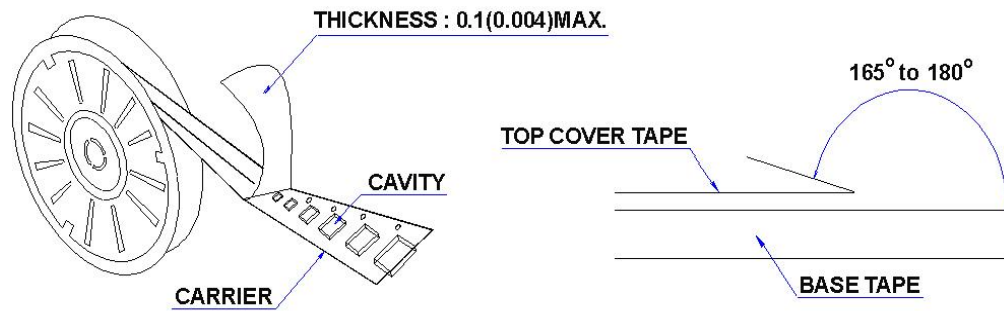 THICKNESS : 0.1(0.004)MAX.
165° to 180°
TOP COVER TAPE
CAVITY
CARRIER
BASE TAPE